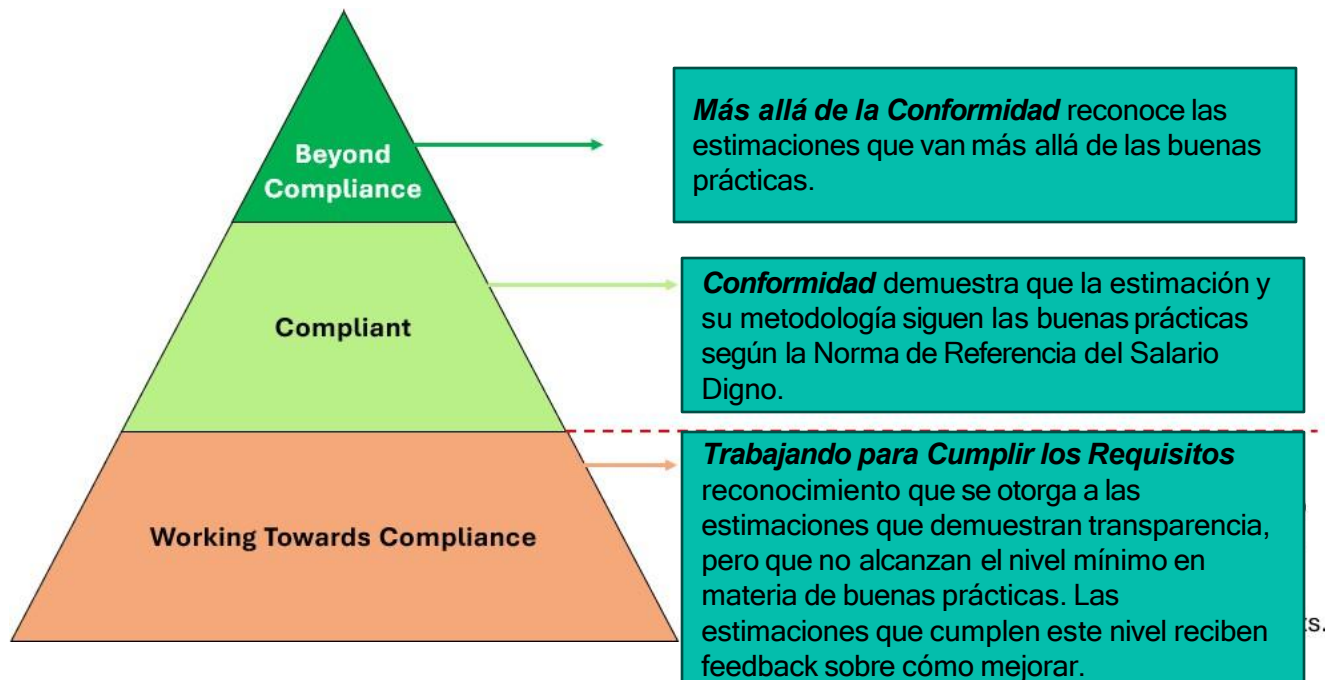 Beyond
Compliance
Más allá de la Conformidad reconoce las
estimaciones que van más allá de las buenas
prácticas.
Compliant
Conformidad demuestra que la estimación y
su metodología siguen las buenas prácticas
según la Norma de Referencia del Salario
Digno.
Working Towards Compliance
Trabajando para Cumplir los Requisitos
reconocimiento que se otorga a las
estimaciones que demuestran transparencia,
pero que no alcanzan el nivel mínimo en
materia de buenas prácticas. Las
estimaciones que cumplen este nivel reciben
feedback sobre cómo mejorar.